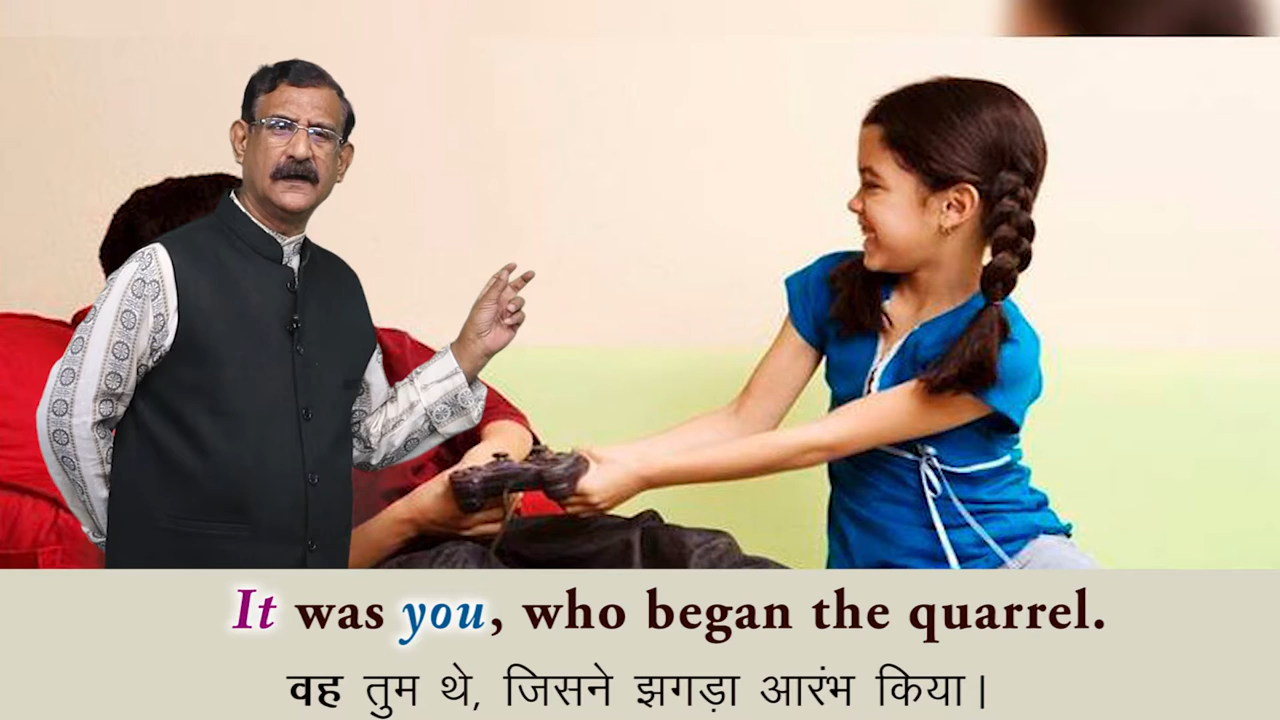 It was you, who began the quarrel.
वह तुम थे, जिसने झगड़ा आरंभ किया।